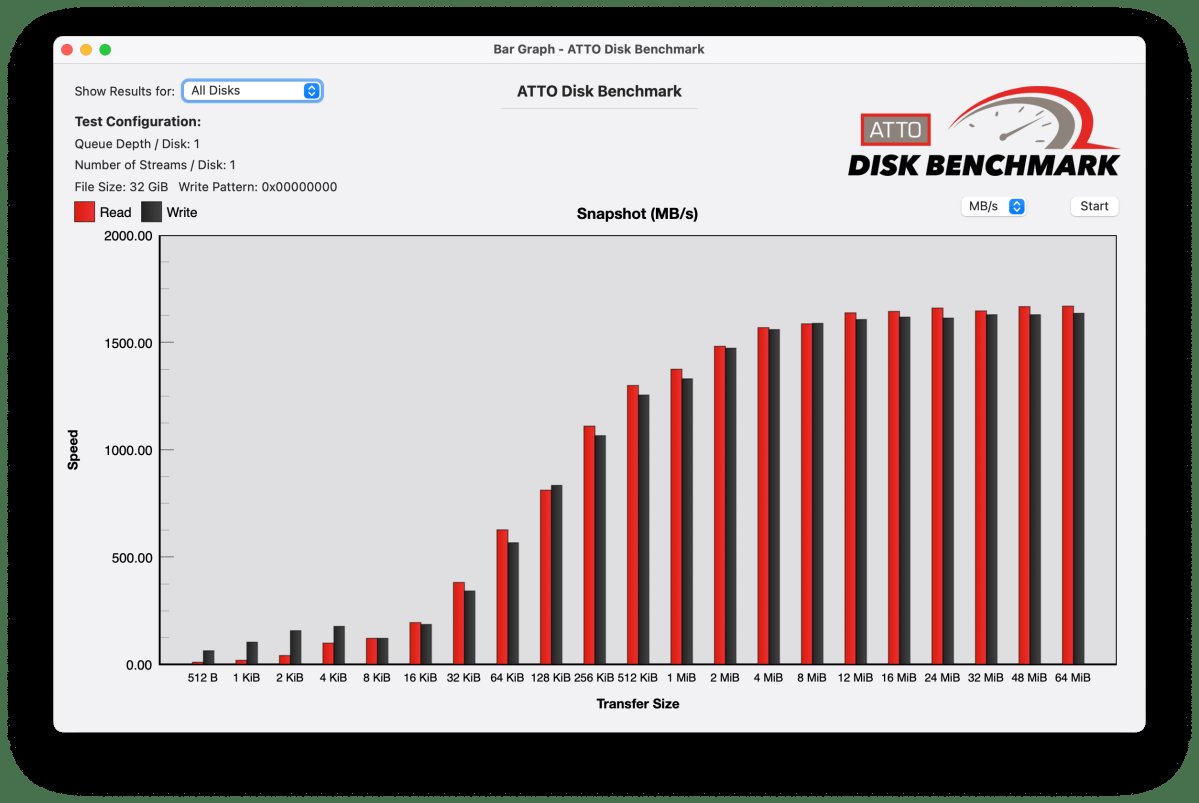 Bar Graph - ATTO Disk Benchmark
Show Results for: All Disks
ATTO Disk Benchmark
Test Configuration:
Queue Depth / Disk: 1
Number of Streams / Disk: 1
File Size: 32 GiB Write Pattern: 0x00000000
ATTO
DISK BENCHMARK
Read Write
Snapshot (MB/s)
MB/s
Start
2000.00
1500.00
1000.00
500.00
0.00
Speed
512 B 1 KiB 2 KiB 4 KiB 8 KiB 16 KiB 32 KiB 64 KiB 128 KiB 256 KiB 512 KiB 1 MiB 2 MiB 4 MiB 8 MiB 12 MiB 16 MiB 24 MiB 32 MiB 48 MiB 64 MiB
Transfer Size